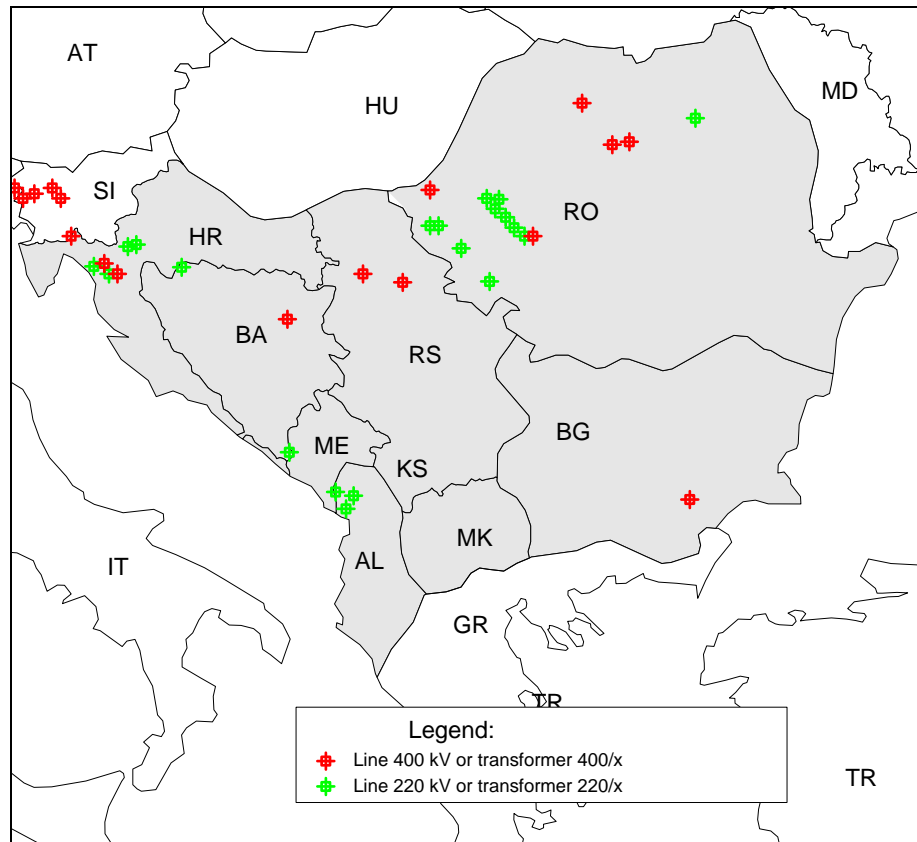 AT
HU
MD
SI
RO
HR
BA
RS
BG
ME
KS
MK
AL
IT
GR
TR
TR
Legend:
Line 400 kV or transformer 400/x
Line 220 kV or transformer 220/x